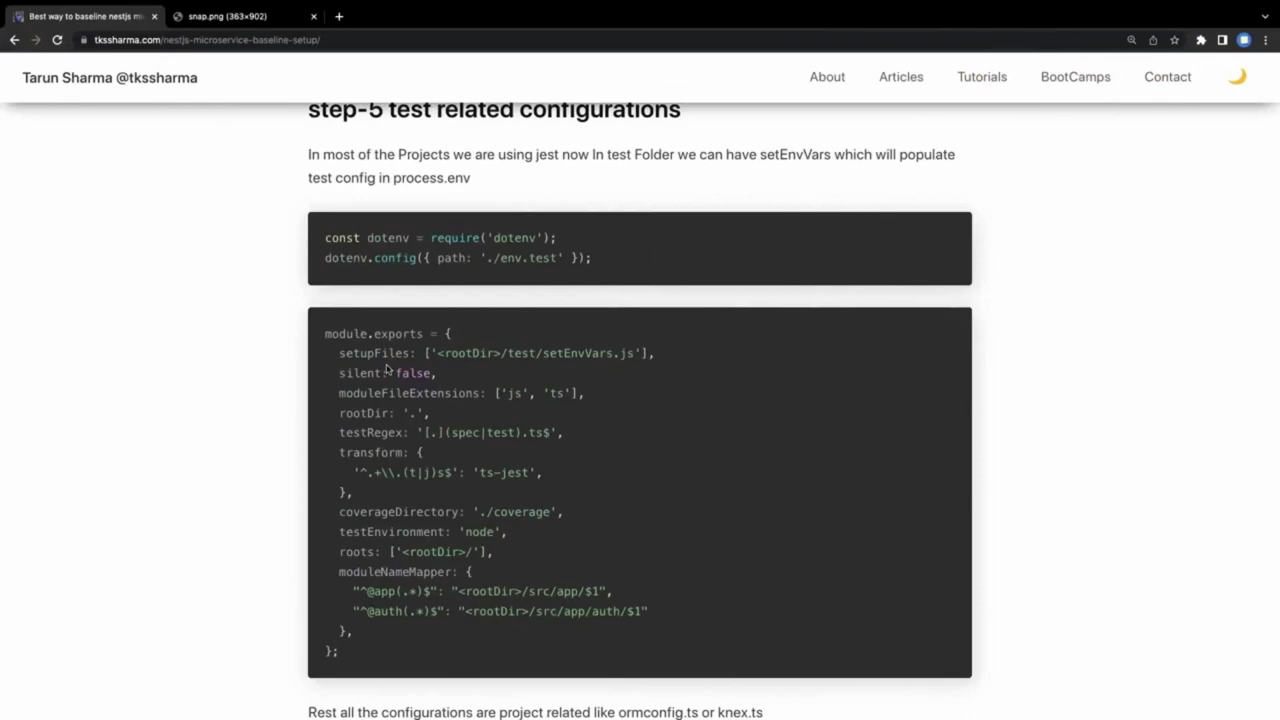 Best way to baseline nestjs mi
snap.png (363×902)
tkssharma.com/nestjs-microservice-baseline-setup/
Tarun Sharma @tkssharma
About
Articles
Tutorials
BootCamps
Contact
step-5 test related configurations
In most of the Projects we are using jest now In test Folder we can have setEnvVars which will populate
test config in process.env
const dotenv = require('dotenv');
dotenv.config({ path: './env.test' });
module.exports = {
  setupFiles: ['<rootDir>/test/setEnvVars.js'],
  silent: false,
  moduleFileExtensions: ['js', 'ts'],
  rootDir: '.',
  testRegex: '[.](spec|test).ts$',
  transform: {
    '^.+\\.(t|j)s$': 'ts-jest',
  },
  coverageDirectory: './coverage',
  testEnvironment: 'node',
  roots: ['<rootDir>/'],
  moduleNameMapper: {
    "^@app(.*)$": "<rootDir>/src/app/$1",
    "^@auth(.*)$": "<rootDir>/src/app/auth/$1"
  },
};
Rest all the configurations are project related like ormconfig.ts or knex.ts